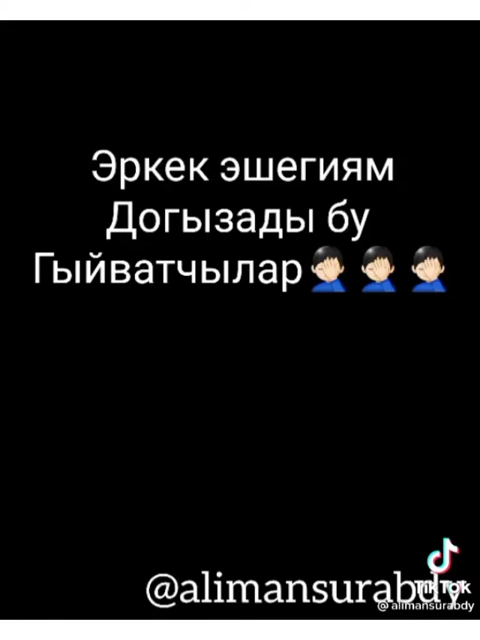 Эркек эшегиям
Догызады бу
Гыйватчылар🤦🏻‍♂️🤦🏻‍♂️🤦🏻‍♂️
@alimansurabdy
TikTok
@alimansurabdy